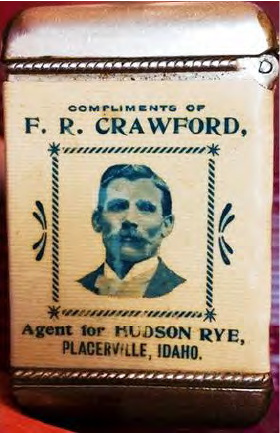 COMPLIMENTS OF
F. R. CRAWFORD,
Agent for HUDSON RYE,
PLACERVILLE, IDAHO.